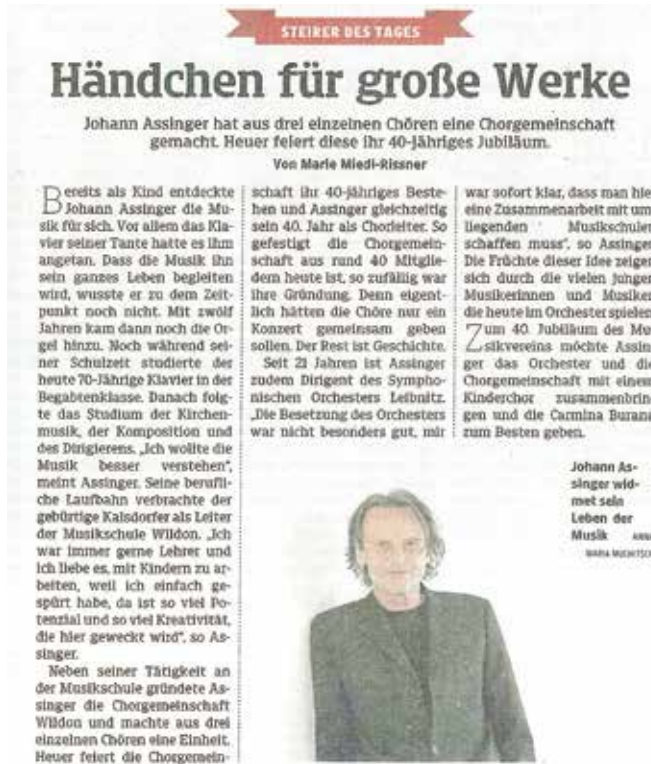 STEIRER DES TAGES
Händchen für große Werke
Johann Assinger hat aus drei einzelnen Chören eine Chorgemeinschaft
gemacht. Heuer feiert diese ihr 40-jähriges Jubiläum.
Von Marie Miedl-Rissner
Bereits als Kind entdeckte
Johann Assinger die Mu-
sik für sich. Vor allem das Kla-
vier seiner Tante hatte es ihm
angetan. Dass die Musik ihn
sein ganzes Leben begleiten
wird, wusste er zu dem Zeit-
punkt noch nicht. Mit zwölf
Jahren kam dann noch die Or-
gel hinzu. Noch während sei-
ner Schulzeit studierte der
heute 70-Jährige Klavier in der
Begabtenklasse. Danach folg-
te das Studium der Kirchen-
musik, der Komposition und
des Dirigierens. „Ich wollte die
Musik besser verstehen“,
meint Assinger. Seine berufli-
che Laufbahn verbrachte der
gebürtige Kalsdorfer als Leiter
der Musikschule Wildon. „Ich
war immer gerne Lehrer und
ich liebe es, mit Kindern zu ar-
beiten, weil ich einfach ge-
spürt habe, da ist so viel Po-
tenzial und so viel Kreativität,
die hier geweckt wird“, so As-
singer.
Neben seiner Tätigkeit an
der Musikschule gründete As-
singer die Chorgemeinschaft
Wildon und machte aus drei
einzelnen Chören eine Einheit.
Heuer feiert die Chorgemein-
schaft ihr 40-jähriges Beste-
hen und Assinger gleichzeitig
sein 40. Jahr als Chorleiter. So
gefestigt die Chorgemein-
schaft aus rund 40 Mitglie-
dern heute ist, so zufällig war
ihre Gründung. Denn eigent-
lich hätten die Chöre nur ein
Konzert gemeinsam geben
sollen. Der Rest ist Geschichte.
Seit 21 Jahren ist Assinger
zudem Dirigent des Sympho-
nischen Orchesters Leibnitz.
„Die Besetzung des Orchesters
war nicht besonders gut, mir
war sofort klar, dass man hie
eine Zusammenarbeit mit um
liegenden Musikschulen
schaffen muss“, so Assinger
Die Früchte dieser Idee zeigen
sich durch die vielen jungen
Musikerinnen und Musiker
die heute im Orchester spielen
Zum 40. Jubiläum des Mu
sikvereins möchte Assin
ger das Orchester und die
Chorgemeinschaft mit einem
Kinderchor zusammenbrin
gen und die Carmina Burana
zum Besten geben.
Johann As-
singer wid-
met sein
Leben der
Musik
MARIA